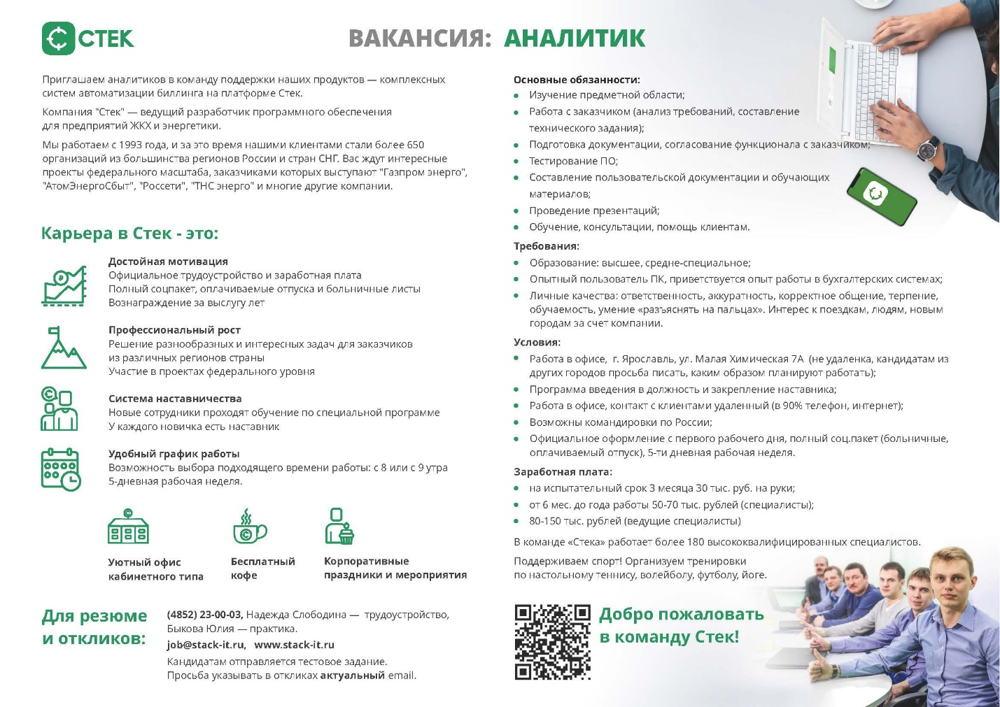 СТЕК
ВАКАНСИЯ: АНАЛИТИК
Приглашаем аналитиков в команду поддержки наших продуктов — комплексных
систем автоматизации биллинга на платформе Стек.
Компания "Стек" — ведущий разработчик программного обеспечения
для предприятий ЖКХ и энергетики.
Мы работаем с 1993 года, и за это время нашими клиентами стали более 650
организаций из большинства регионов России и стран СНГ. Вас ждут интересные
проекты федерального масштаба, заказчиками которых выступают "Газпром энерго",
"АтомЭнергоСбыт", "Россети", "ТНС энерго" и многие другие компании.
Карьера в Стек - это:
Достойная мотивация
Официальное трудоустройство и заработная плата
Полный соцпакет, оплачиваемые отпуска и больничные листы
Вознаграждение за выслугу лет
Профессиональный рост
Решение разнообразных и интересных задач для заказчиков
из различных регионов страны
Участие в проектах федерального уровня
Система наставничества
Новые сотрудники проходят обучение по специальной программе
У каждого новичка есть наставник
Удобный график работы
Возможность выбора подходящего времени работы: с 8 или с 9 утра
5-дневная рабочая неделя.
Уютный офис
кабинетного типа
Бесплатный
кофе
Корпоративные
праздники и мероприятия
Для резюме
и откликов:
(4852) 23-00-03, Надежда Слободина — трудоустройство,
Быкова Юлия — практика.
job@stack-it.ru, www.stack-it.ru
Кандидатам отправляется тестовое задание.
Просьба указывать в откликах актуальный email.
Основные обязанности:
Изучение предметной области;
Работа с заказчиком (анализ требований, составление
технического задания);
Подготовка документации, согласование функционала с заказчиком;
Тестирование ПО;
Составление пользовательской документации и обучающих
материалов;
Проведение презентаций;
Обучение, консультации, помощь клиентам.
Требования:
Образование: высшее, средне-специальное;
Опытный пользователь ПК, приветствуется опыт работы в бухгалтерских системах;
Личные качества: ответственность, аккуратность, корректное общение, терпение,
обучаемость, умение «разъяснять на пальцах». Интерес к поездкам, людям, новым
городам за счет компании.
Условия:
Работа в офисе, г. Ярославль, ул. Малая Химическая 7А (не удаленка, кандидатам из
других городов просьба писать, каким образом планируют работать);
Программа введения в должность и закрепление наставника;
Работа в офисе, контакт с клиентами удаленный (в 90% телефон, интернет);
Возможны командировки по России;
Официальное оформление с первого рабочего дня, полный соц.пакет (больничные,
оплачиваемый отпуск), 5-ти дневная рабочая неделя.
Заработная плата:
на испытательный срок 3 месяца 30 тыс. руб. на руки;
от 6 мес. до года работы 50-70 тыс. рублей (специалисты);
80-150 тыс. рублей (ведущие специалисты)
В команде «Стека» работает более 180 высококвалифицированных специалистов.
Поддерживаем спорт! Организуем тренировки
по настольному теннису, волейболу, футболу, йоге.
Добро пожаловать
в команду Стек!